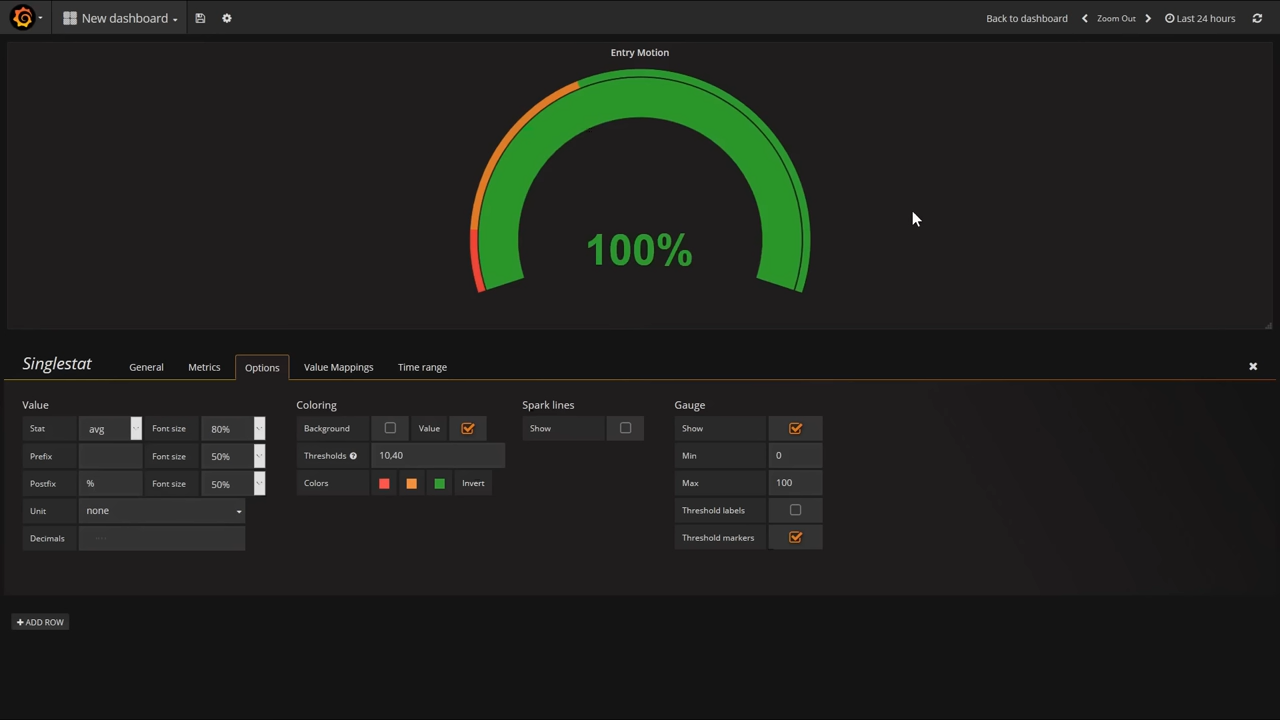 New dashboard
Back to dashboard
Zoom Out
Last 24 hours
Entry Motion
100%
Singlestat
General
Metrics
Options
Value Mappings
Time range
Value
Stat avg Font size 80%
Prefix Font size 50%
Postfix % Font size 50%
Unit none
Decimals
Coloring
Background Value
Thresholds 10,40
Colors Invert
Spark lines
Show
Gauge
Show
Min 0
Max 100
Threshold labels
Threshold markers
ADD ROW